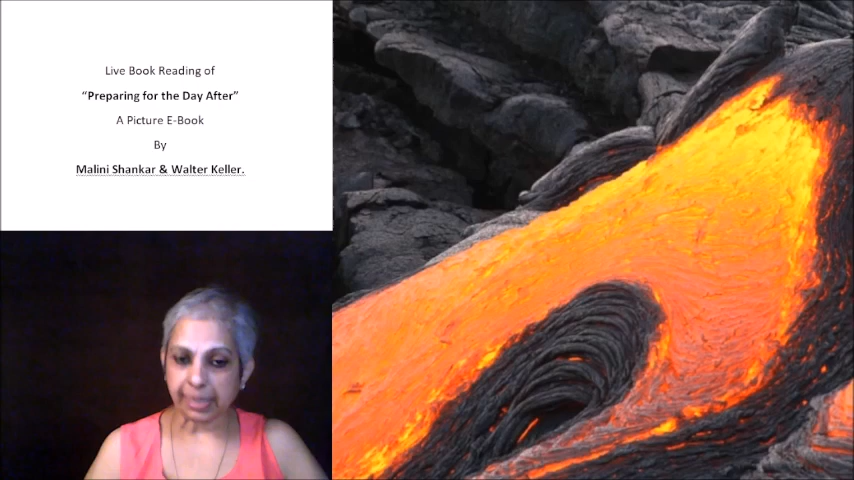 Live Book Reading of
“Preparing for the Day After”
A Picture E-Book
By
Malini Shankar & Walter Keller.